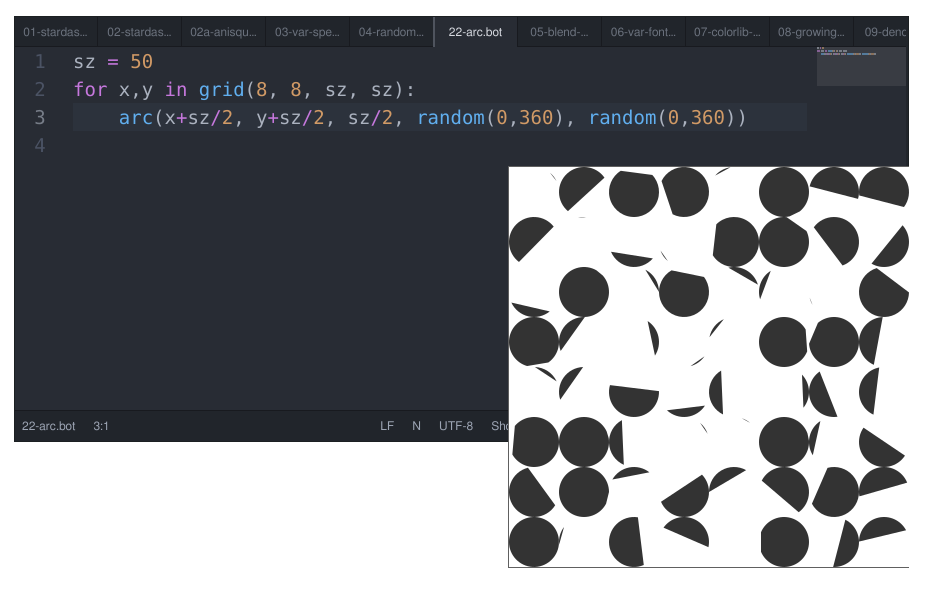 01-stardas... 02-stardas... 02a-anisqu... 03-var-spe... 04-random... 22-arc.bot 05-blend-... 06-var-font... 07-colorlib-... 08-growing... 09-denc
1 sz = 50
2 for x,y in grid(8, 8, sz, sz):
3     arc(x+sz/2, y+sz/2, sz/2, random(0,360), random(0,360))
4
22-arc.bot 3:1 LF N UTF-8 Sho